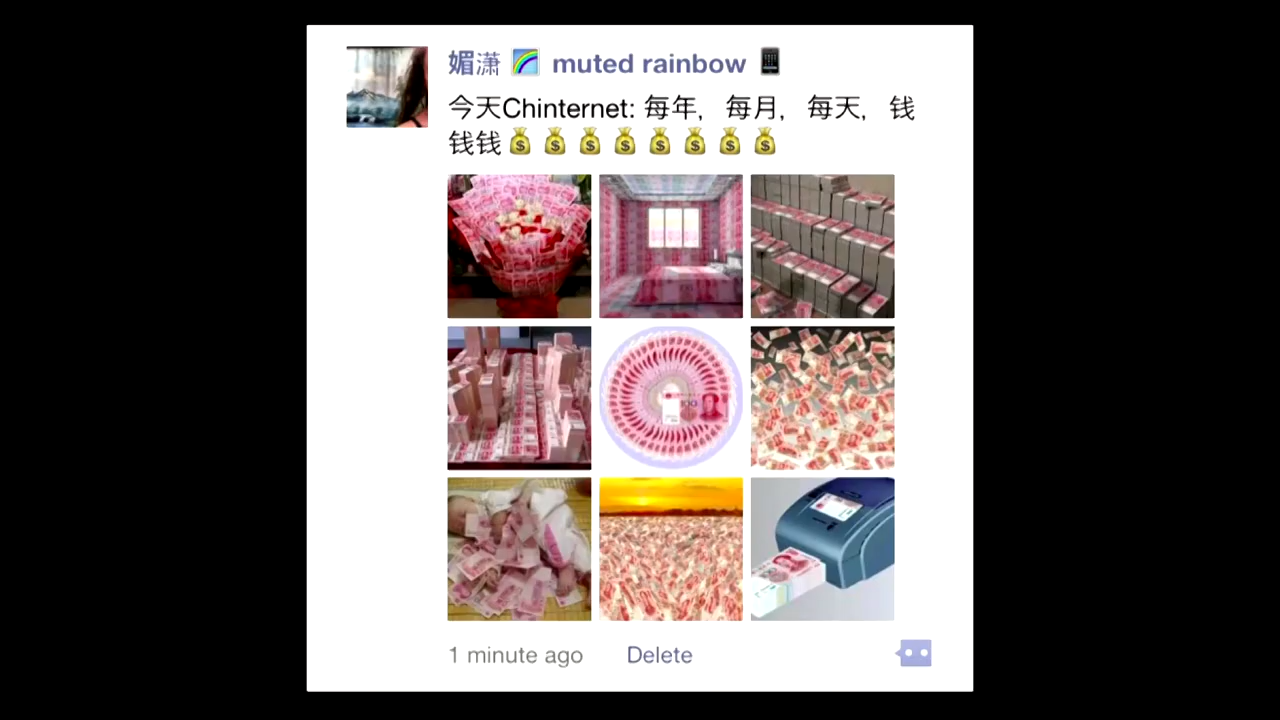 媚潇 🌈 muted rainbow 📱
今天Chinternet: 每年，每月，每天，钱
钱钱💰💰💰💰💰💰💰💰
1 minute ago Delete